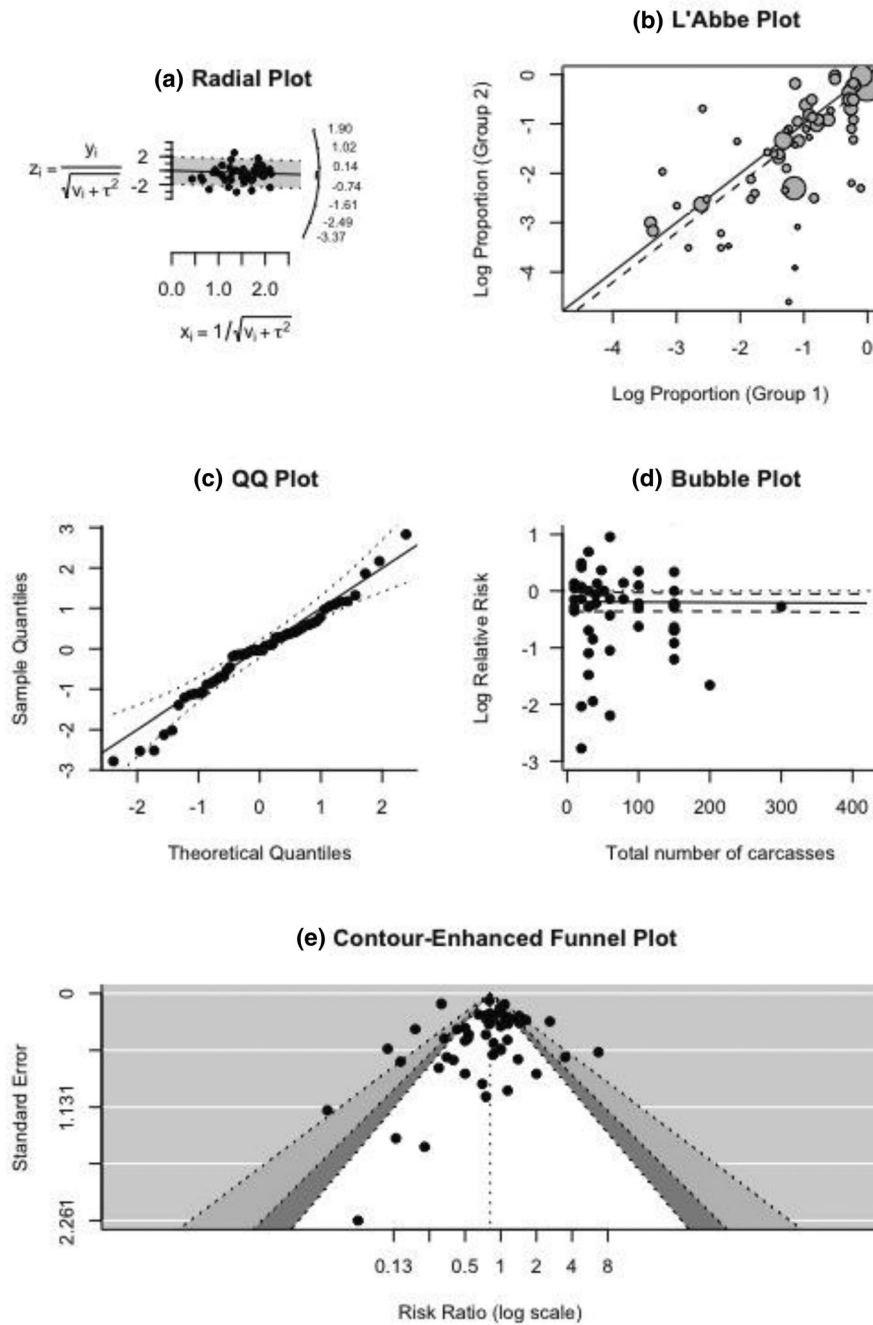 (b) L'Abbe Plot
(a) Radial Plot
zᵢ = yᵢ / √(vᵢ + τ²)
2
-2
1.90
1.02
0.14
-0.74
-1.61
-2.49
-3.37
0.0 1.0 2.0
xᵢ = 1/√(vᵢ + τ²)
Log Proportion (Group 2)
0
-1
-2
-3
-4
-4 -3 -2 -1 0
Log Proportion (Group 1)
(c) QQ Plot
Sample Quantiles
3
2
1
0
-1
-2
-3
-2 -1 0 1 2
Theoretical Quantiles
(d) Bubble Plot
Log Relative Risk
1
0
-1
-2
-3
0 100 200 300 400
Total number of carcasses
(e) Contour-Enhanced Funnel Plot
Standard Error
0
1.131
2.261
0.13 0.5 1 2 4 8
Risk Ratio (log scale)